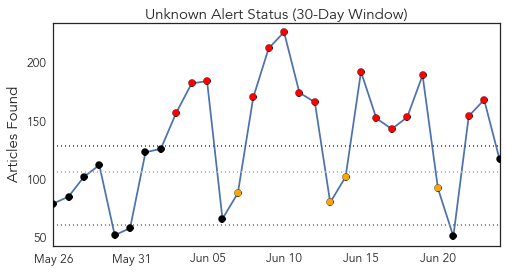 Unknown Alert Status (30-Day Window)
Articles Found
200
150
100
50
May 26
May 31
Jun 05
Jun 10
Jun 15
Jun 20